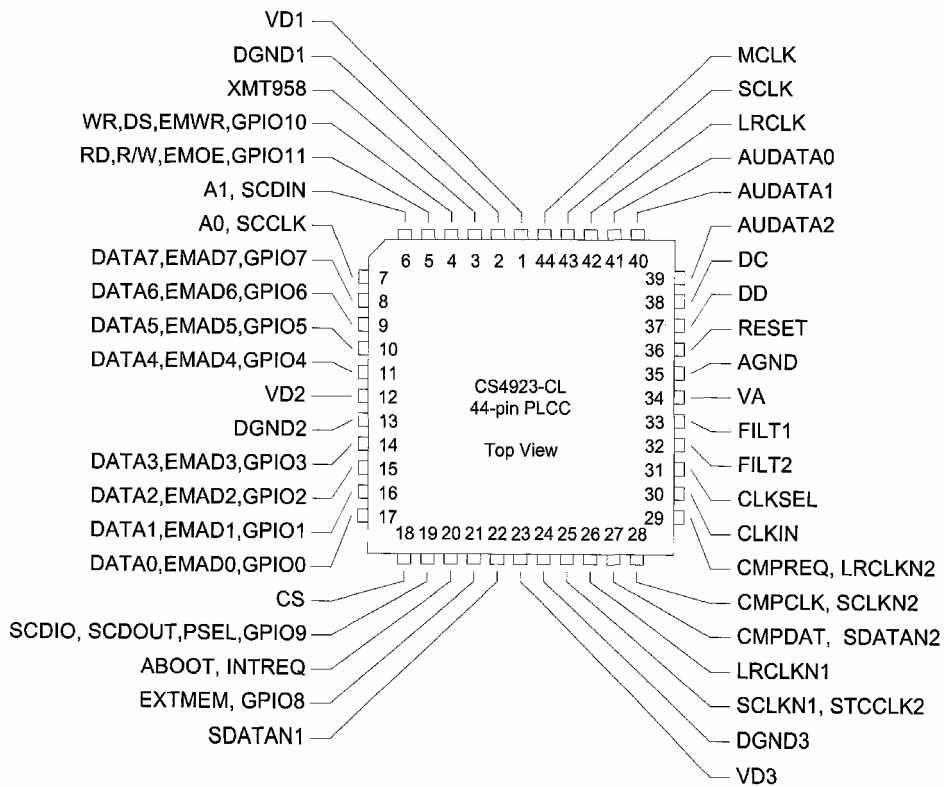 VD1
DGND1
XMT958
WR,DS,EMWR,GPIO10
RD,R/W,EMOE,GPIO11
A1, SCDIN
A0, SCCLK
DATA7,EMAD7,GPIO7
DATA6,EMAD6,GPIO6
DATA5,EMAD5,GPIO5
DATA4,EMAD4,GPIO4
VD2
DGND2
DATA3,EMAD3,GPIO3
DATA2,EMAD2,GPIO2
DATA1,EMAD1,GPIO1
DATA0,EMAD0,GPIO0
CS
SCDIO, SCDOUT,PSEL,GPIO9
ABOOT, INTREQ
EXTMEM, GPIO8
SDATAN1
6 5 4 3 2 1 44 43 42 41 40
7
8
9
10
11
12
13
14
15
16
17
CS4923-CL
44-pin PLCC
Top View
39
38
37
36
35
34
33
32
31
30
29
18 19 20 21 22 23 24 25 26 27 28
MCLK
SCLK
LRCLK
AUDATA0
AUDATA1
AUDATA2
DC
DD
RESET
AGND
VA
FILT1
FILT2
CLKSEL
CLKIN
CMPREQ, LRCLKN2
CMPCLK, SCLKN2
CMPDAT, SDATAN2
LRCLKN1
SCLKN1, STCCLK2
DGND3
VD3